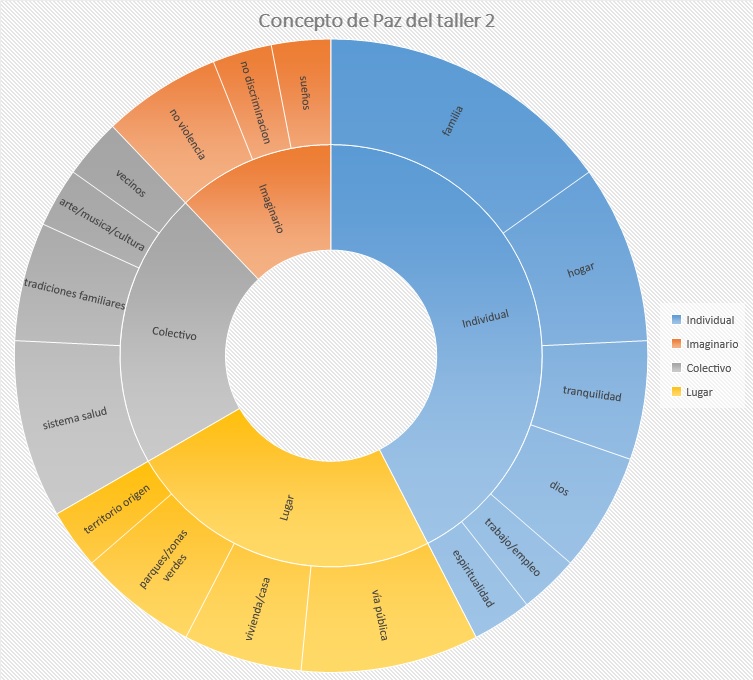 Concepto de Paz del taller 2
familia
hogar
tranquilidad
dios
trabajo/empleo
espiritualidad
vía pública
vivienda/casa
parques/zonas
verdes
territorio origen
sistema salud
tradiciones familiares
arte/musica/cultura
vecinos
no violencia
no discriminacion
sueños
Individual
Lugar
Colectivo
Imaginario
Individual
Imaginario
Colectivo
Lugar